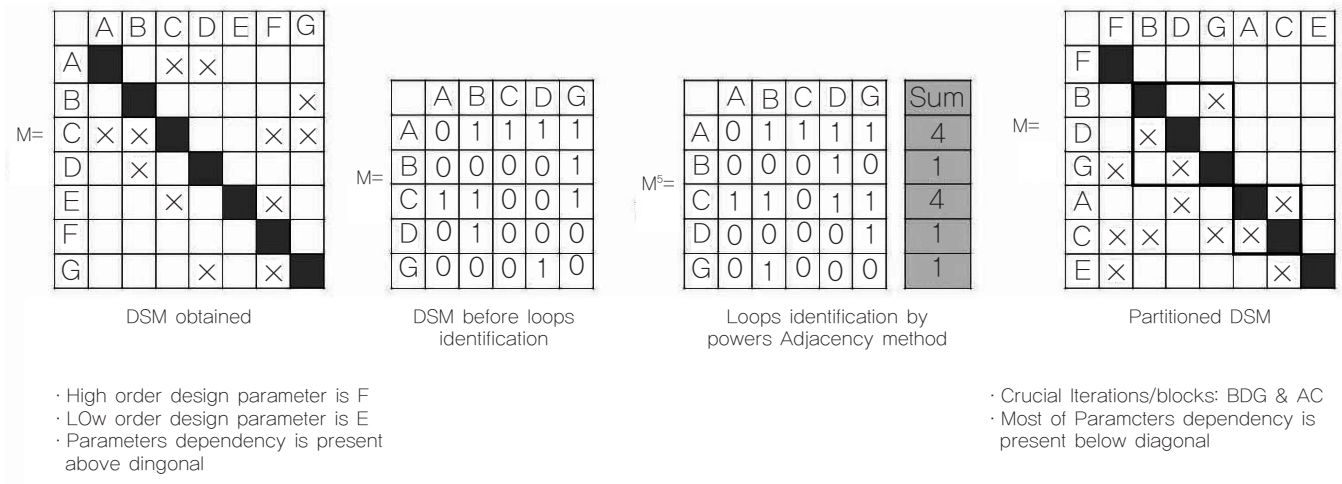 M=
A B C D E F G
A × ×
B ×
C × × × ×
D ×
E × ×
F
G × ×
DSM obtained
· High order design parameter is F
· LOw order design parameter is E
· Parameters dependency is present
above dingonal
M=
A B C D G
A 0 1 1 1 1
B 0 0 0 0 1
C 1 1 0 0 1
D 0 1 0 0 0
G 0 0 0 1 0
DSM before loops
identification
M⁵=
A B C D G Sum
A 0 1 1 1 1 4
B 0 0 0 1 0 1
C 1 1 0 1 1 4
D 0 0 0 0 1 1
G 0 1 0 0 0 1
Loops identification by
powers Adjacency method
M=
F B D G A C E
F
B ×
D ×
G × ×
A × ×
C × × × ×
E × ×
Partitioned DSM
· Crucial Iterations/blocks: BDG & AC
· Most of Paramcters dependency is
present below diagonal